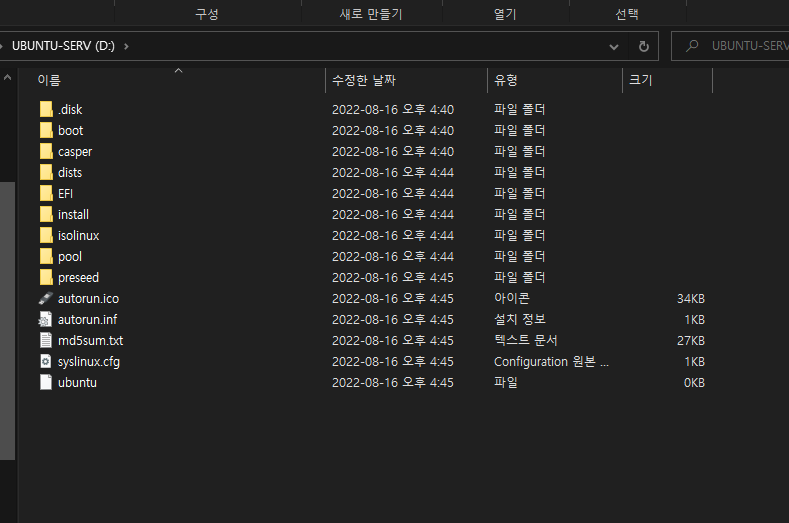 구성 새로 만들기 열기 선택
UBUNTU-SERV (D:) UBUNTU-SERV
이름 수정한 날짜 유형 크기
.disk 2022-08-16 오후 4:40 파일 폴더
boot 2022-08-16 오후 4:40 파일 폴더
casper 2022-08-16 오후 4:40 파일 폴더
dists 2022-08-16 오후 4:44 파일 폴더
EFI 2022-08-16 오후 4:44 파일 폴더
install 2022-08-16 오후 4:44 파일 폴더
isolinux 2022-08-16 오후 4:44 파일 폴더
pool 2022-08-16 오후 4:44 파일 폴더
preseed 2022-08-16 오후 4:45 파일 폴더
autorun.ico 2022-08-16 오후 4:45 아이콘 34KB
autorun.inf 2022-08-16 오후 4:45 설치 정보 1KB
md5sum.txt 2022-08-16 오후 4:45 텍스트 문서 27KB
syslinux.cfg 2022-08-16 오후 4:45 Configuration 원본 ... 1KB
ubuntu 2022-08-16 오후 4:45 파일 0KB